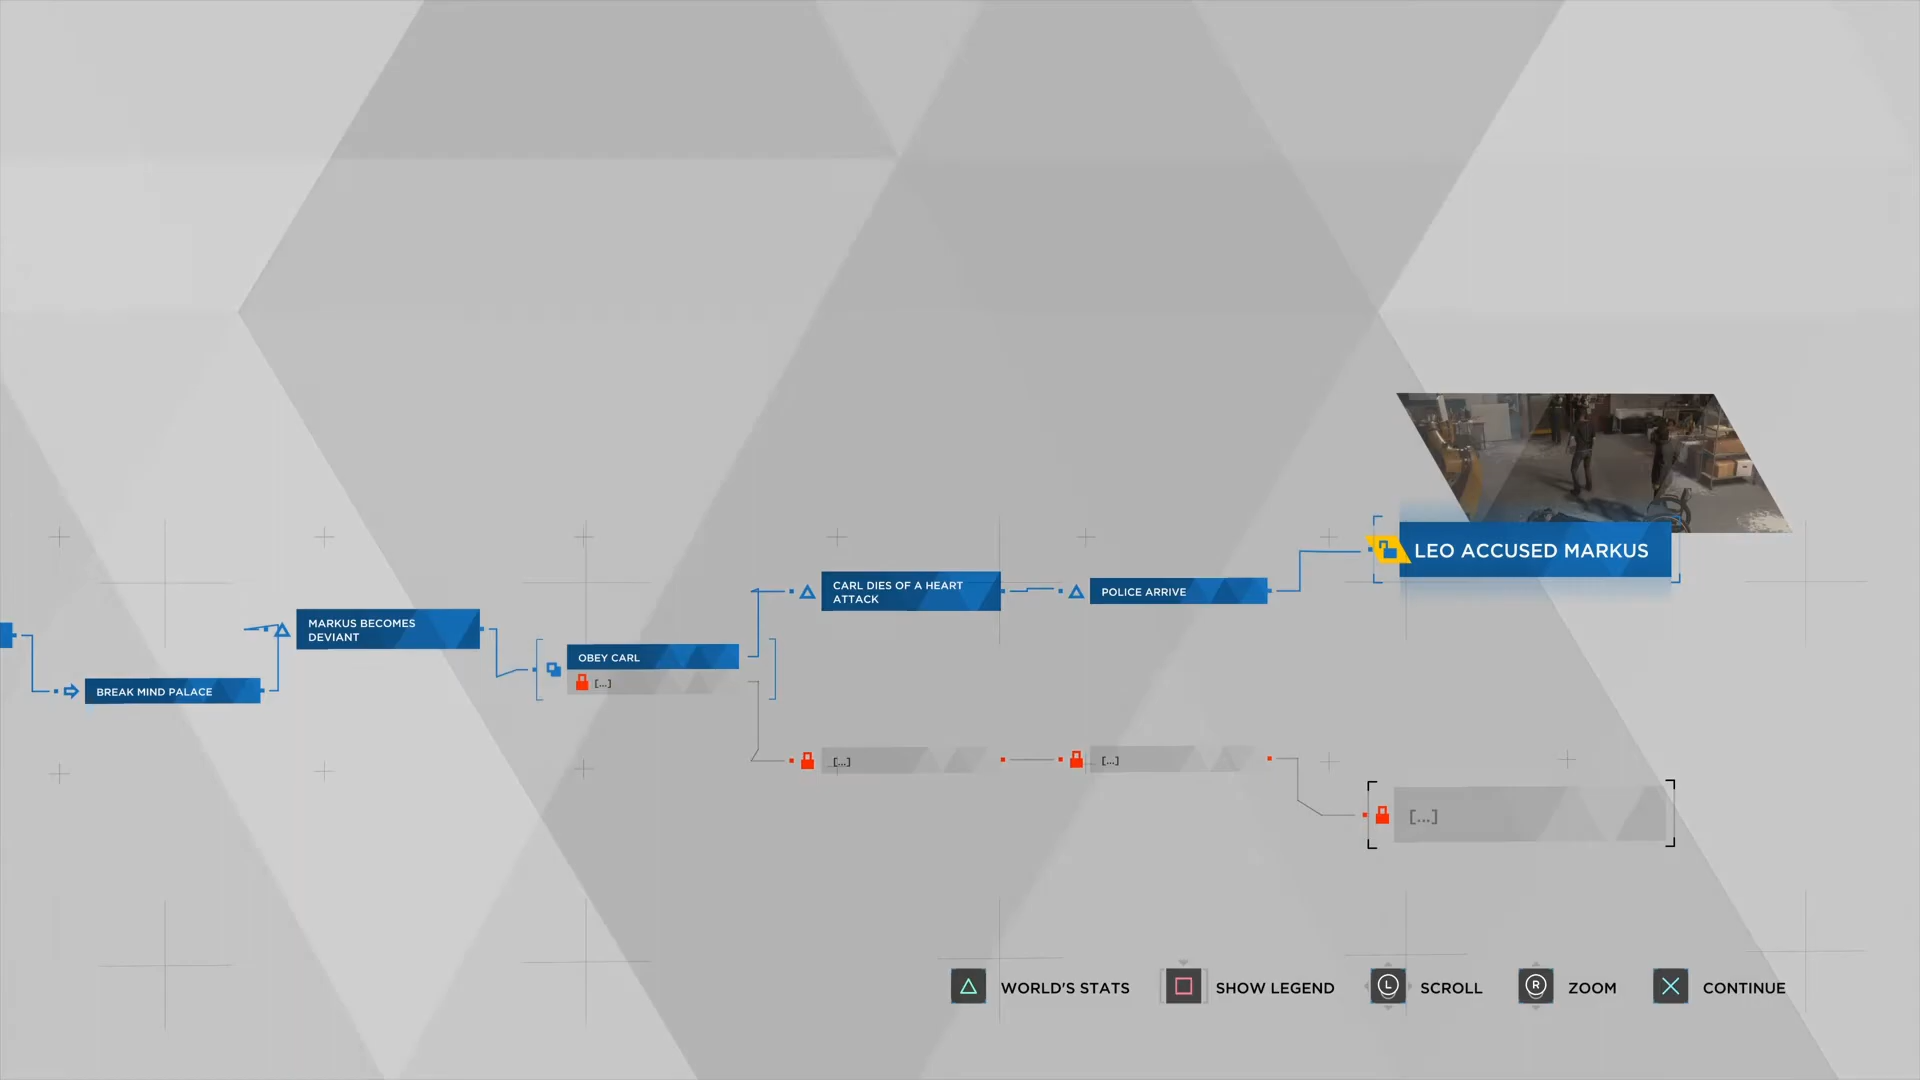 LEO ACCUSED MARKUS
CARL DIES OF A HEART
ATTACK
POLICE ARRIVE
MARKUS BECOMES
DEVIANT
OBEY CARL
[...]
BREAK MIND PALACE
[...]
[...]
[...]
WORLD'S STATS
SHOW LEGEND
L
SCROLL
R
ZOOM
CONTINUE